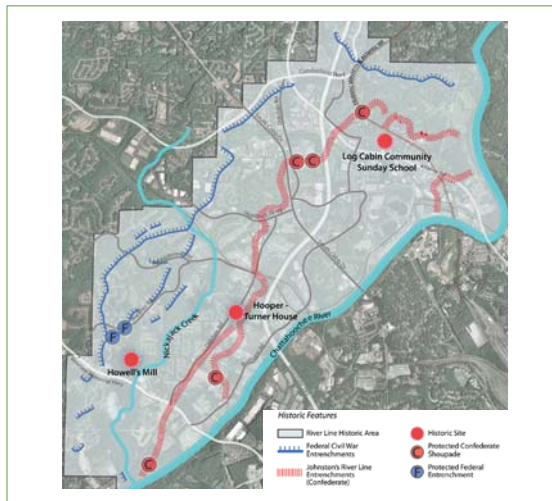 C
Log Cabin Community
Sunday School
C
C
Hooper -
Turner House
Nickajack Creek
Chattahoochee River
F
F
Howell's Mill
C
C
Historic Features
River Line Historic Area
Federal Civil War
Entrenchments
Johnston's River Line
Entrenchments
(Confederate)
Historic Site
C
Protected Confederate
Shoupade
F
Protected Federal
Entrenchment